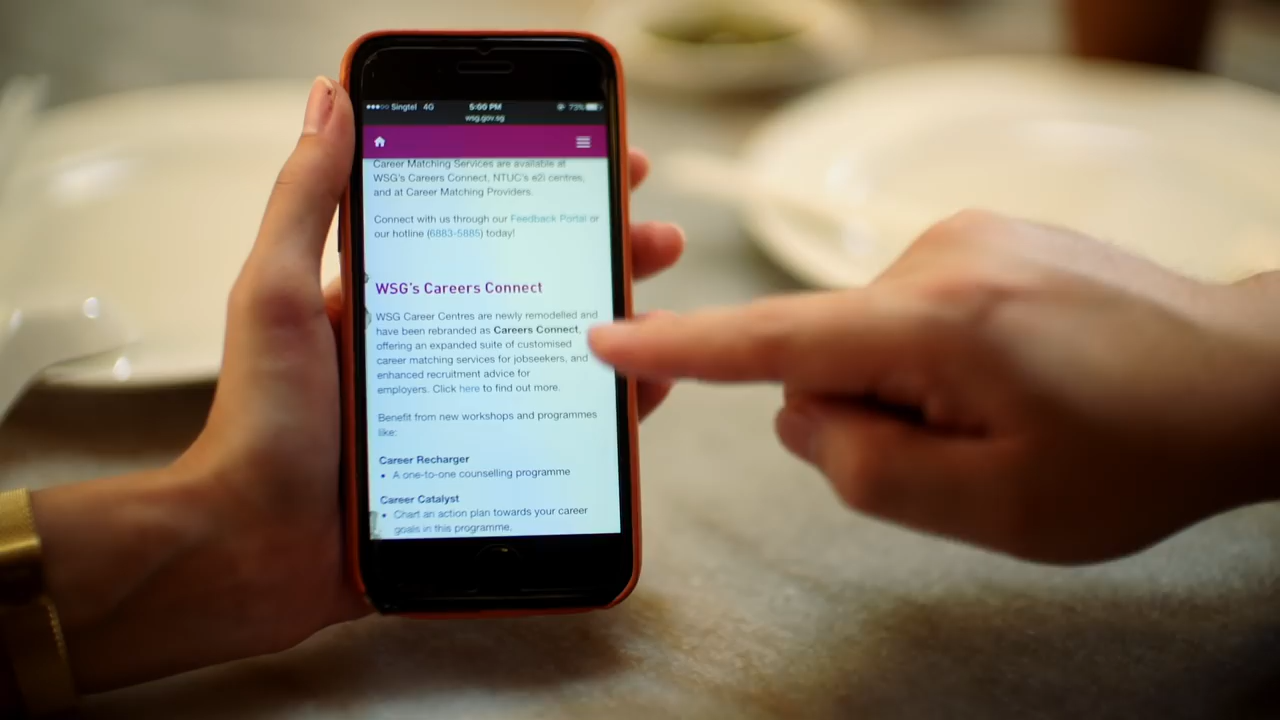 Singtel 4G 5:00 PM 73%
wsg.gov.sg
Career Matching Services are available at
WSG's Careers Connect, NTUC's e2i centres,
and at Career Matching Providers.
Connect with us through our Feedback Portal or
our hotline (6883-5885) today!
WSG's Careers Connect
WSG Career Centres are newly remodelled and
have been rebranded as Careers Connect,
offering an expanded suite of customised
career matching services for jobseekers, and
enhanced recruitment advice for
employers. Click here to find out more.
Benefit from new workshops and programmes
like:
Career Recharger
• A one-to-one counselling programme
Career Catalyst
• Chart an action plan towards your career
goals in this programme.